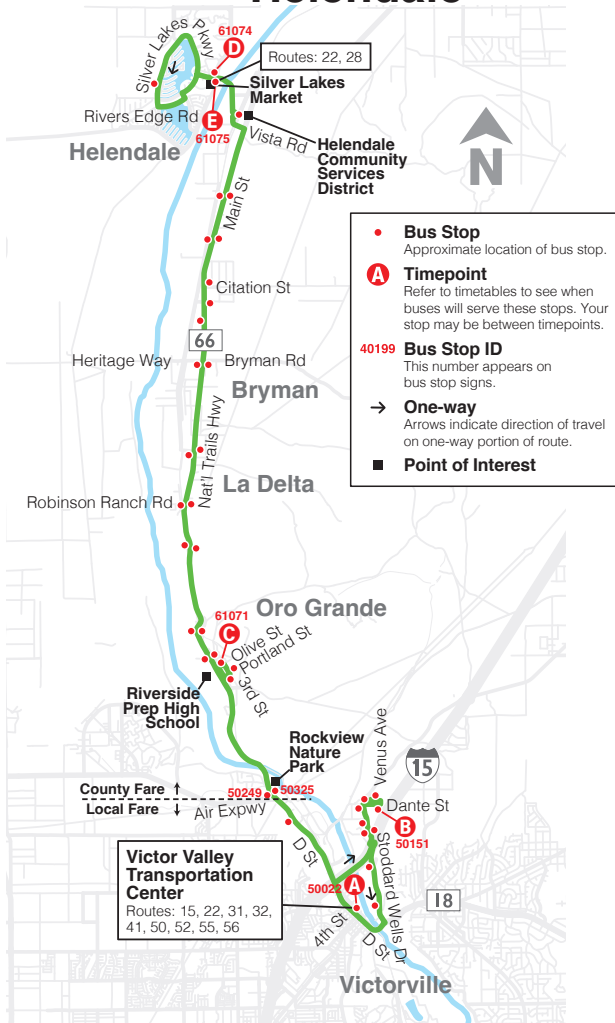 Helendale
61074
D
Silver Lakes Pkwy
Routes: 22, 28
Silver Lakes
Market
Rivers Edge Rd
E
61075
Vista Rd
Helendale
Helendale
Community
Services
District
N
Main St
Citation St
66
Heritage Way
Bryman Rd
Bryman
Nat'l Trails Hwy
La Delta
Robinson Ranch Rd
Bus Stop
Approximate location of bus stop.
A
Timepoint
Refer to timetables to see when
buses will serve these stops. Your
stop may be between timepoints.
40199
Bus Stop ID
This number appears on
bus stop signs.
One-way
Arrows indicate direction of travel
on one-way portion of route.
Point of Interest
Oro Grande
61071
C
Olive St
Portland St
3rd St
Riverside
Prep High
School
Rockview
Nature
Park
15
Venus Ave
County Fare
50249
50325
Local Fare
Air Expwy
Dante St
B
50151
D St
Stoddard Wells Dr
Victor Valley
Transportation
Center
Routes: 15, 22, 31, 32,
41, 50, 52, 55, 56
50022
A
18
4th St
D St
Victorville